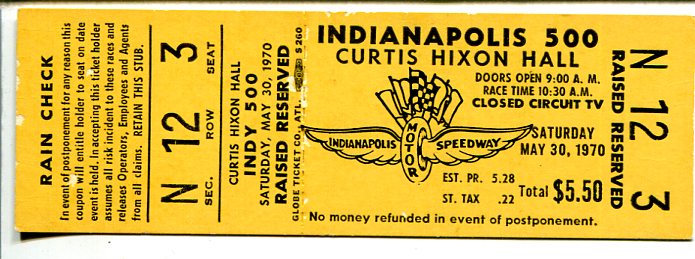 RAIN CHECK
In event of postponement for any reason this
coupon will entitle holder to seat on date
event is held. In accepting this ticket holder
assumes all risk incident to these races and
releases Operators, Employees and Agents
from all claims. RETAIN THIS STUB.
N 12 3
SEC. ROW SEAT
CURTIS HIXON HALL
INDY 500
SATURDAY, MAY 30, 1970
RAISED RESERVED
GLOBE TICKET CO., ATL. S260
INDIANAPOLIS 500
CURTIS HIXON HALL
DOORS OPEN 9:00 A. M.
RACE TIME 10:30 A.M.
CLOSED CIRCUIT TV
INDIANAPOLIS MOTOR SPEEDWAY
SATURDAY
MAY 30, 1970
EST. PR. 5.28
ST. TAX .22
Total $5.50
No money refunded in event of postponement.
RAISED RESERVED
N 12 3